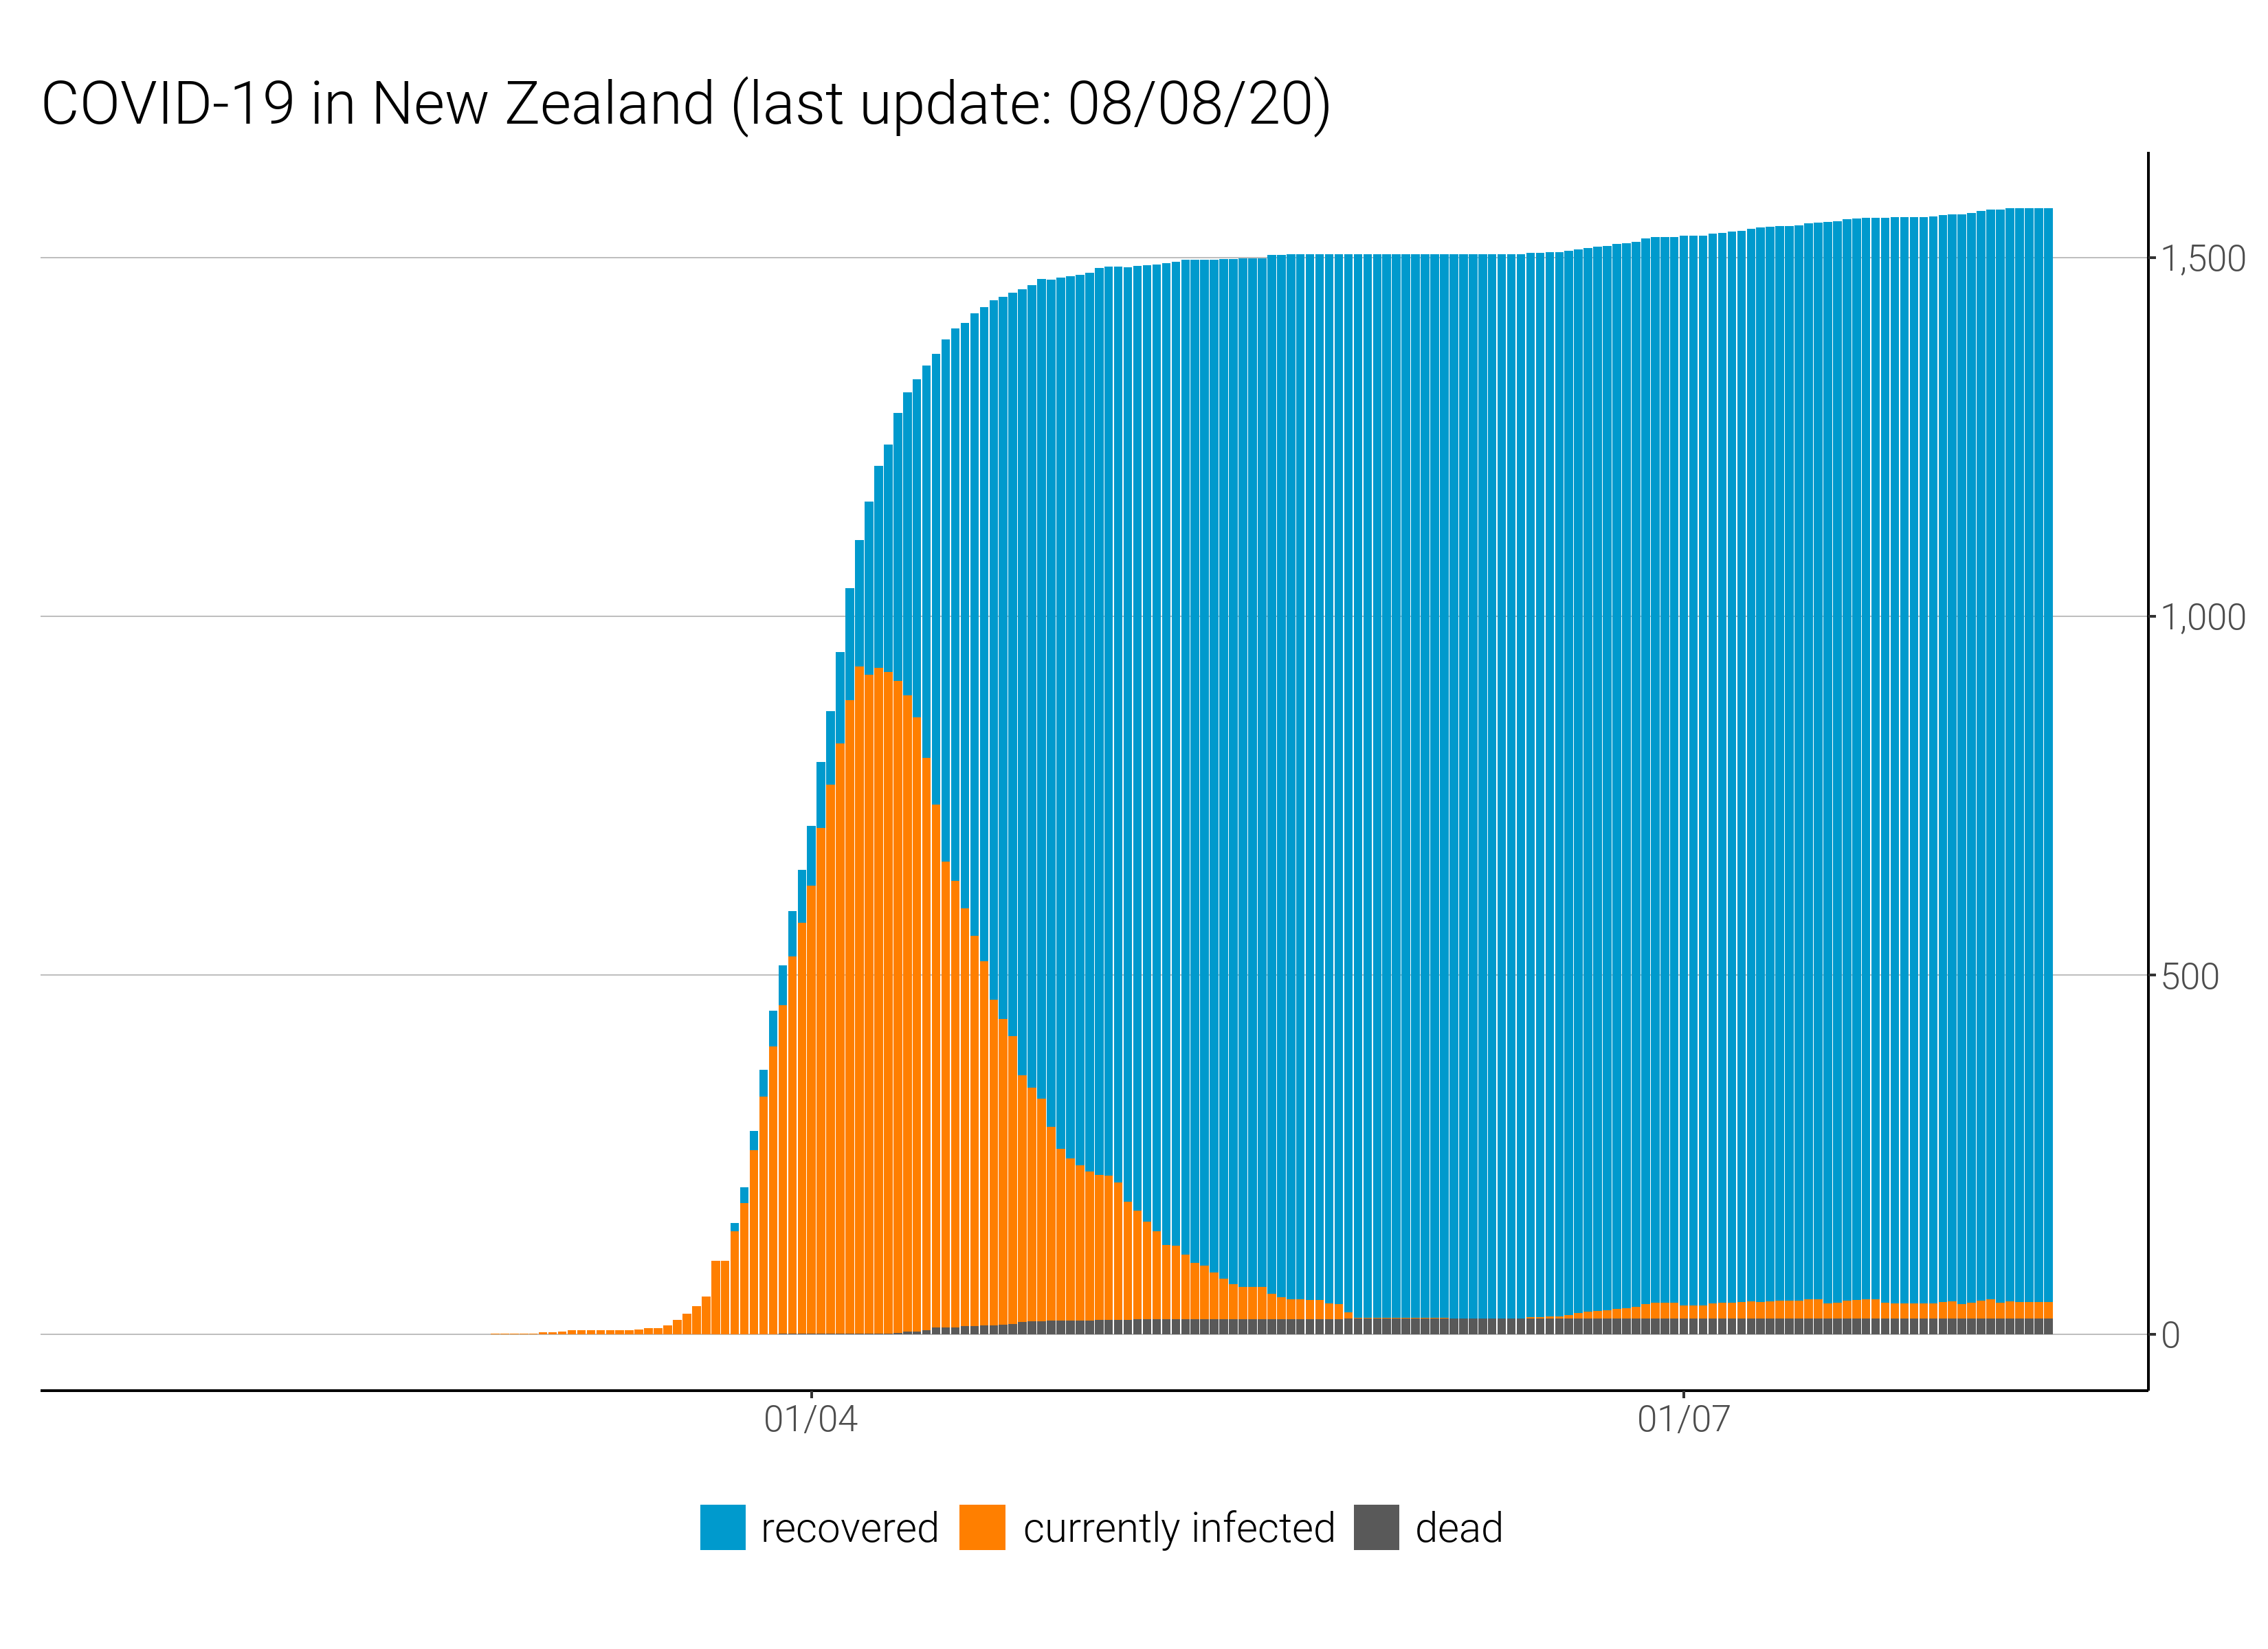 COVID-19 in New Zealand (last update: 08/08/20)
1,500
1,000
500
0
01/04 01/07
recovered currently infected dead